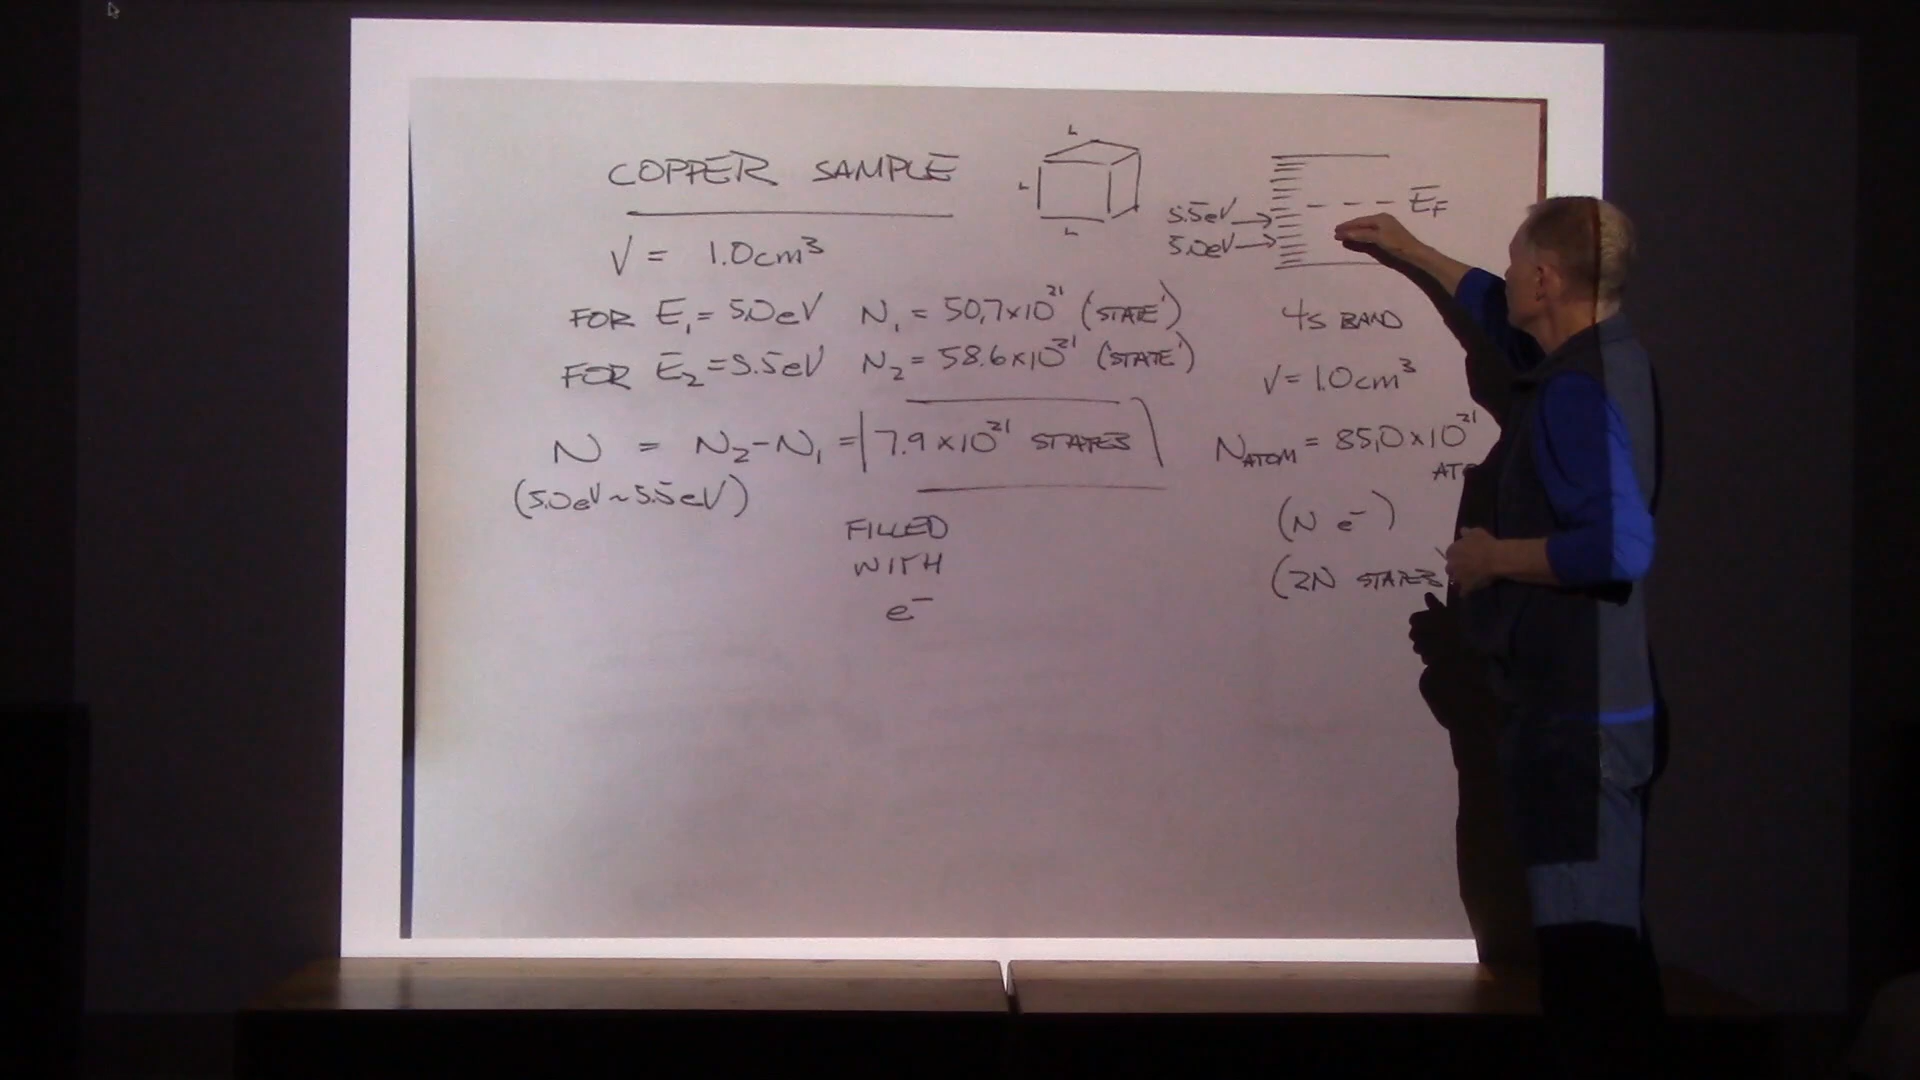 COPPER SAMPLE
L
L
L
5.5eV
5.0eV
E_F
V = 1.0cm³
FOR E₁ = 5.0eV N₁ = 50.7×10²¹ (STATE')
FOR E₂ = 5.5eV N₂ = 58.6×10²¹ (STATE')
N = N₂-N₁ = 7.9×10²¹ STATES
(5.0eV ~ 5.5eV)
FILLED
WITH
e⁻
4s BAND
V = 1.0cm³
N_ATOM = 85.0×10²¹
(N e⁻)
(2N STATES